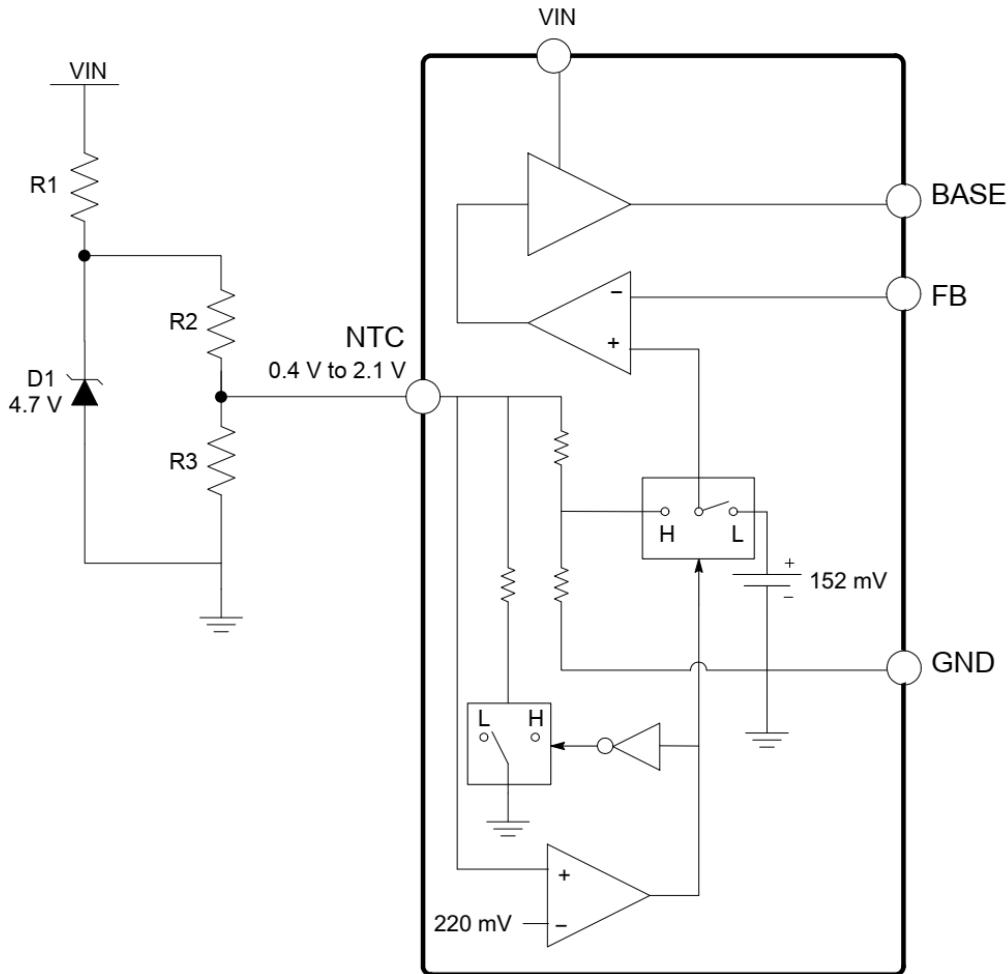 VIN
VIN
R1
BASE
FB
R2
NTC
0.4 V to 2.1 V
D1
4.7 V
R3
−
+
H
L
+
−
152 mV
GND
L
H
+
220 mV
−